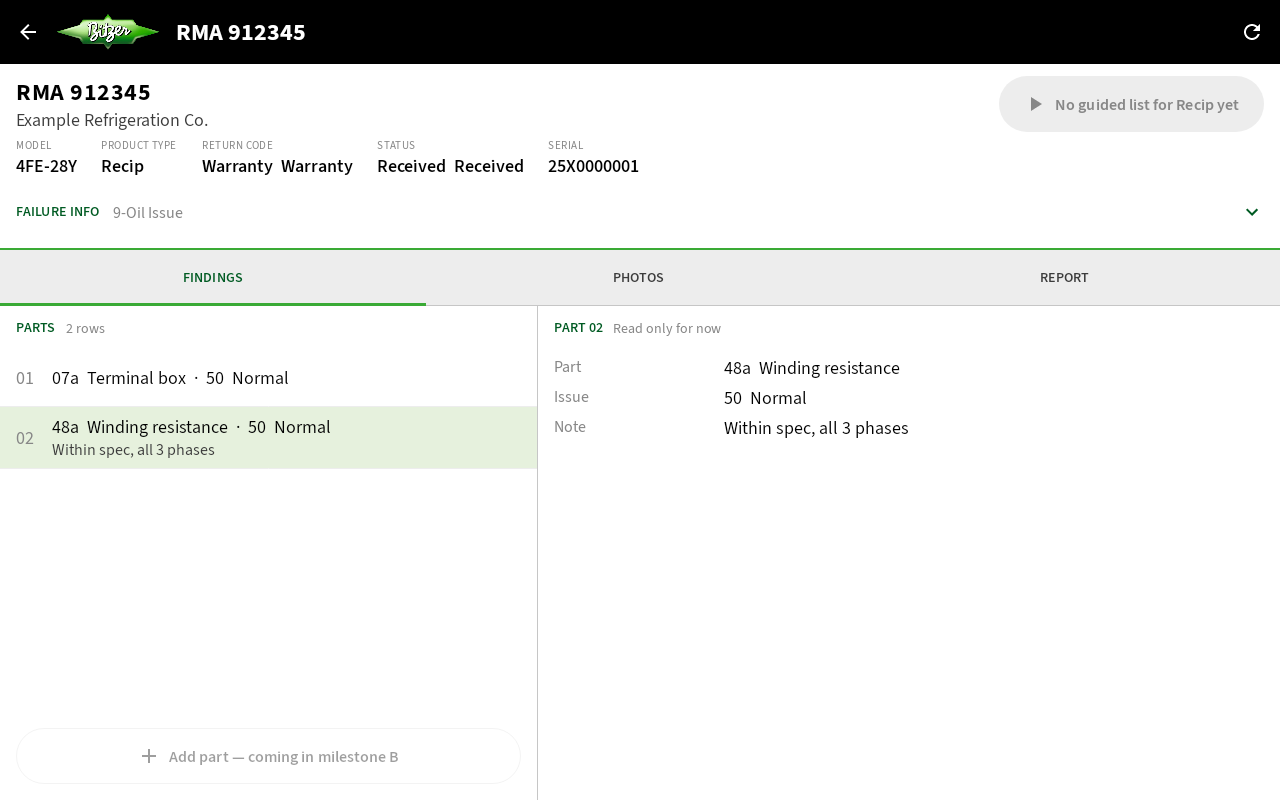 Bitzer
RMA 912345
RMA 912345
Example Refrigeration Co.
No guided list for Recip yet
MODEL PRODUCT TYPE RETURN CODE STATUS SERIAL
4FE-28Y Recip Warranty Warranty Received Received 25X0000001
FAILURE INFO 9-Oil Issue
FINDINGS PHOTOS REPORT
PARTS 2 rows
01 07a Terminal box · 50 Normal
02 48a Winding resistance · 50 Normal
Within spec, all 3 phases
Add part — coming in milestone B
PART 02 Read only for now
Part 48a Winding resistance
Issue 50 Normal
Note Within spec, all 3 phases